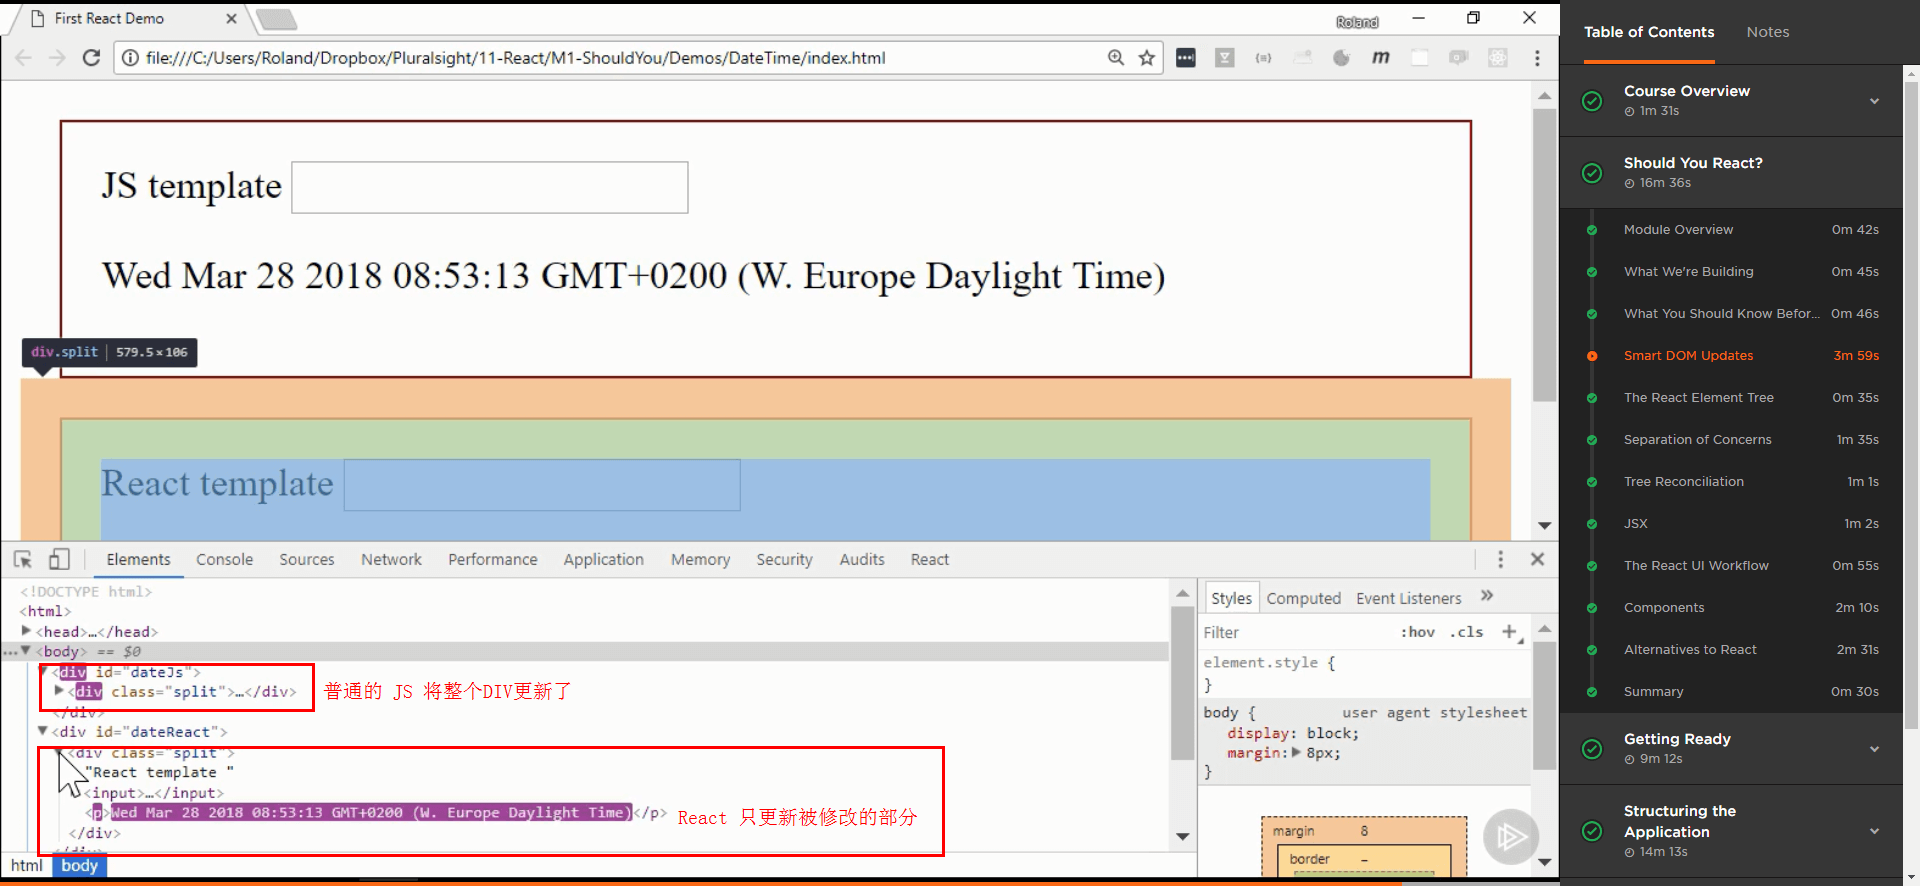 First React Demo
Roland
file:///C:/Users/Roland/Dropbox/Pluralsight/11-React/M1-ShouldYou/Demos/DateTime/index.html
JS template
Wed Mar 28 2018 08:53:13 GMT+0200 (W. Europe Daylight Time)
div.split | 579.5×106
React template
Elements Console Sources Network Performance Application Memory Security Audits React
<!DOCTYPE html>
<html>
<head>…</head>
…<body> == $0
<div id="dateJs">
<div class="split">…</div>
普通的 JS 将整个DIV更新了
</div>
<div id="dateReact">
<div class="split">
"React template "
<input>…</input>
<p>Wed Mar 28 2018 08:53:13 GMT+0200 (W. Europe Daylight Time)</p>
React 只更新被修改的部分
</div>
</div>
html body
Styles Computed Event Listeners »
Filter :hov .cls +
element.style {
}
body { user agent stylesheet
display: block;
margin: 8px;
}
margin 8
border –
Table of Contents Notes
Course Overview
1m 31s
Should You React?
16m 36s
Module Overview 0m 42s
What We're Building 0m 45s
What You Should Know Befor... 0m 46s
Smart DOM Updates 3m 59s
The React Element Tree 0m 35s
Separation of Concerns 1m 35s
Tree Reconciliation 1m 1s
JSX 1m 2s
The React UI Workflow 0m 55s
Components 2m 10s
Alternatives to React 2m 31s
Summary 0m 30s
Getting Ready
9m 12s
Structuring the
Application
14m 13s